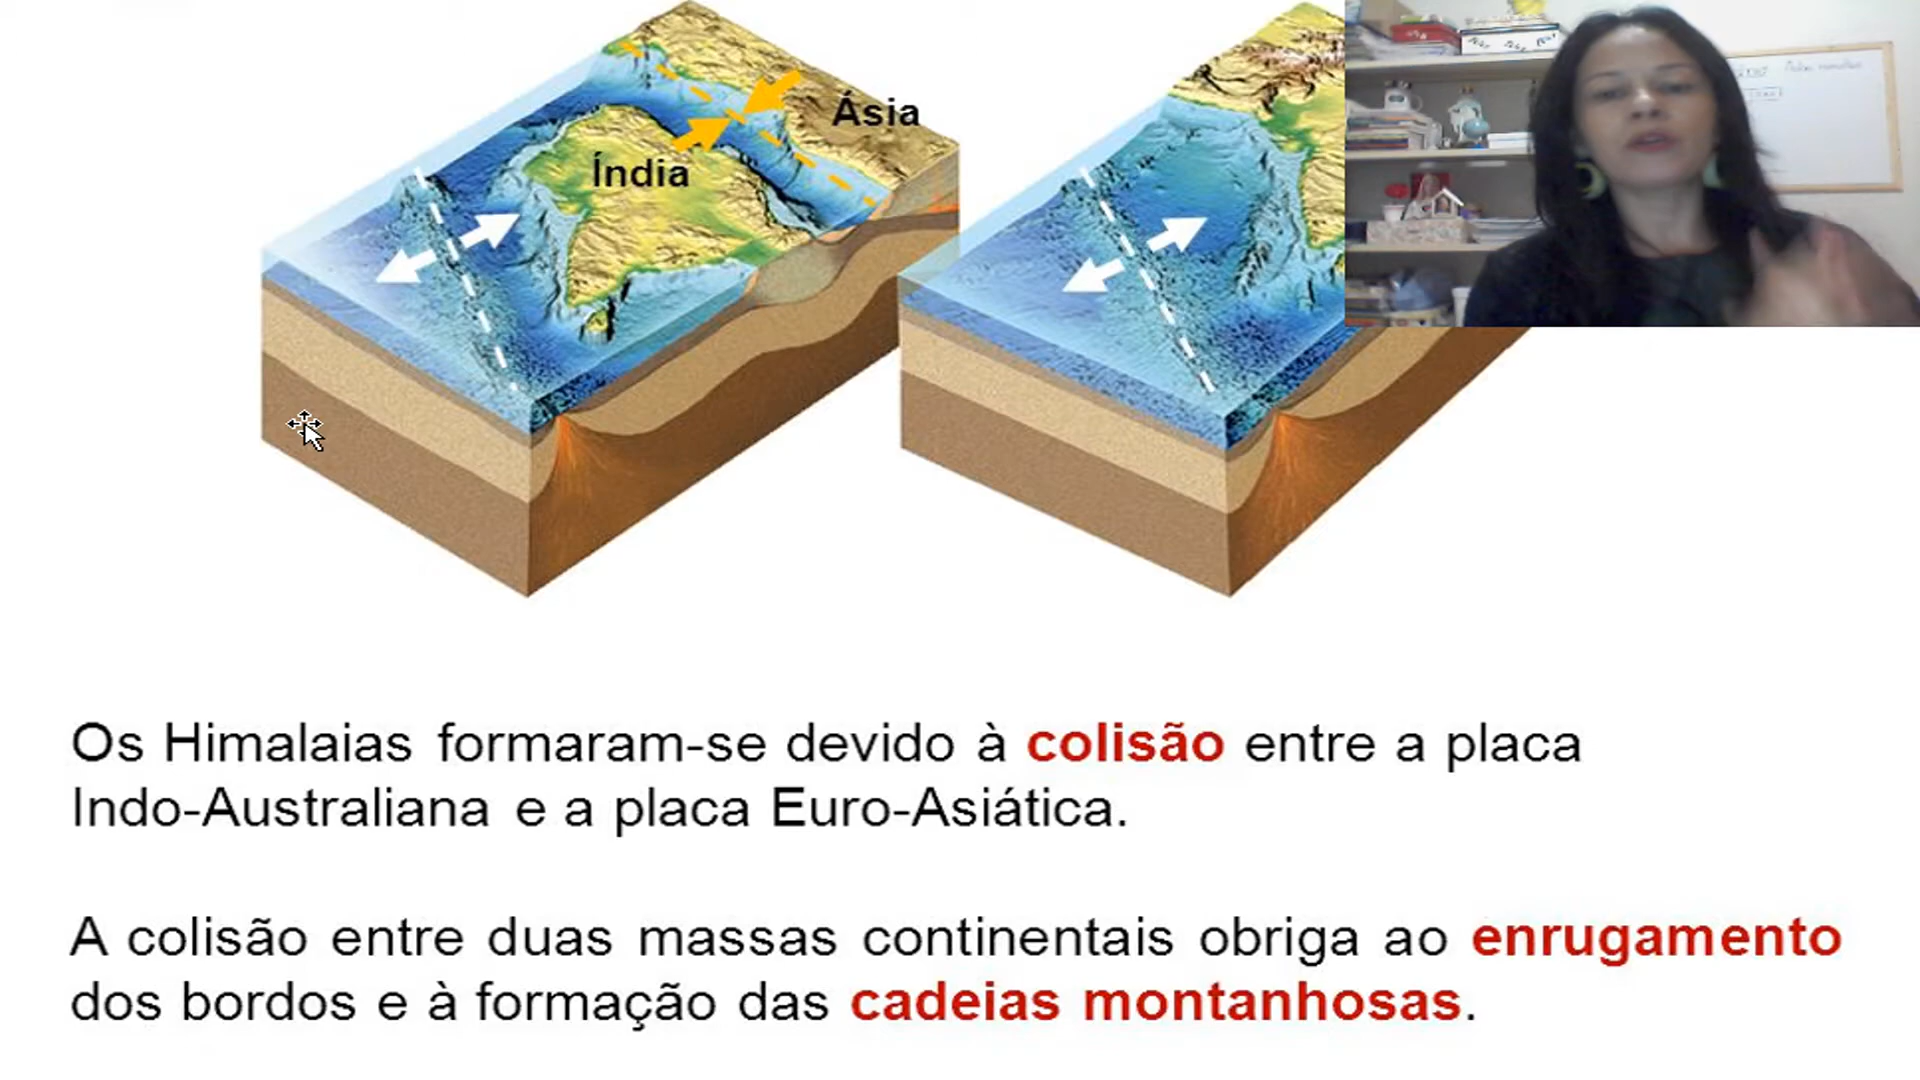 Ásia
Índia
Os Himalaias formaram-se devido à colisão entre a placa
Indo-Australiana e a placa Euro-Asiática.
A colisão entre duas massas continentais obriga ao enrugamento
dos bordos e à formação das cadeias montanhosas.